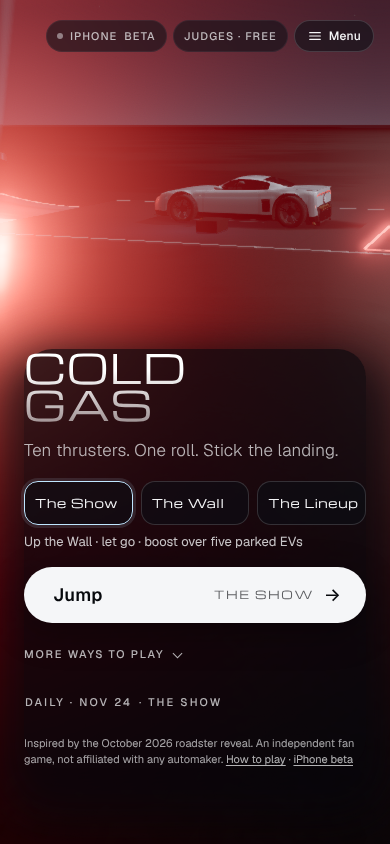 IPHONE BETA
JUDGES · FREE
Menu
COLD
GAS
Ten thrusters. One roll. Stick the landing.
The Show
The Wall
The Lineup
Up the Wall · let go · boost over five parked EVs
Jump
THE SHOW
MORE WAYS TO PLAY
DAILY · NOV 24 · THE SHOW
Inspired by the October 2026 roadster reveal. An independent fan
game, not affiliated with any automaker. How to play · iPhone beta